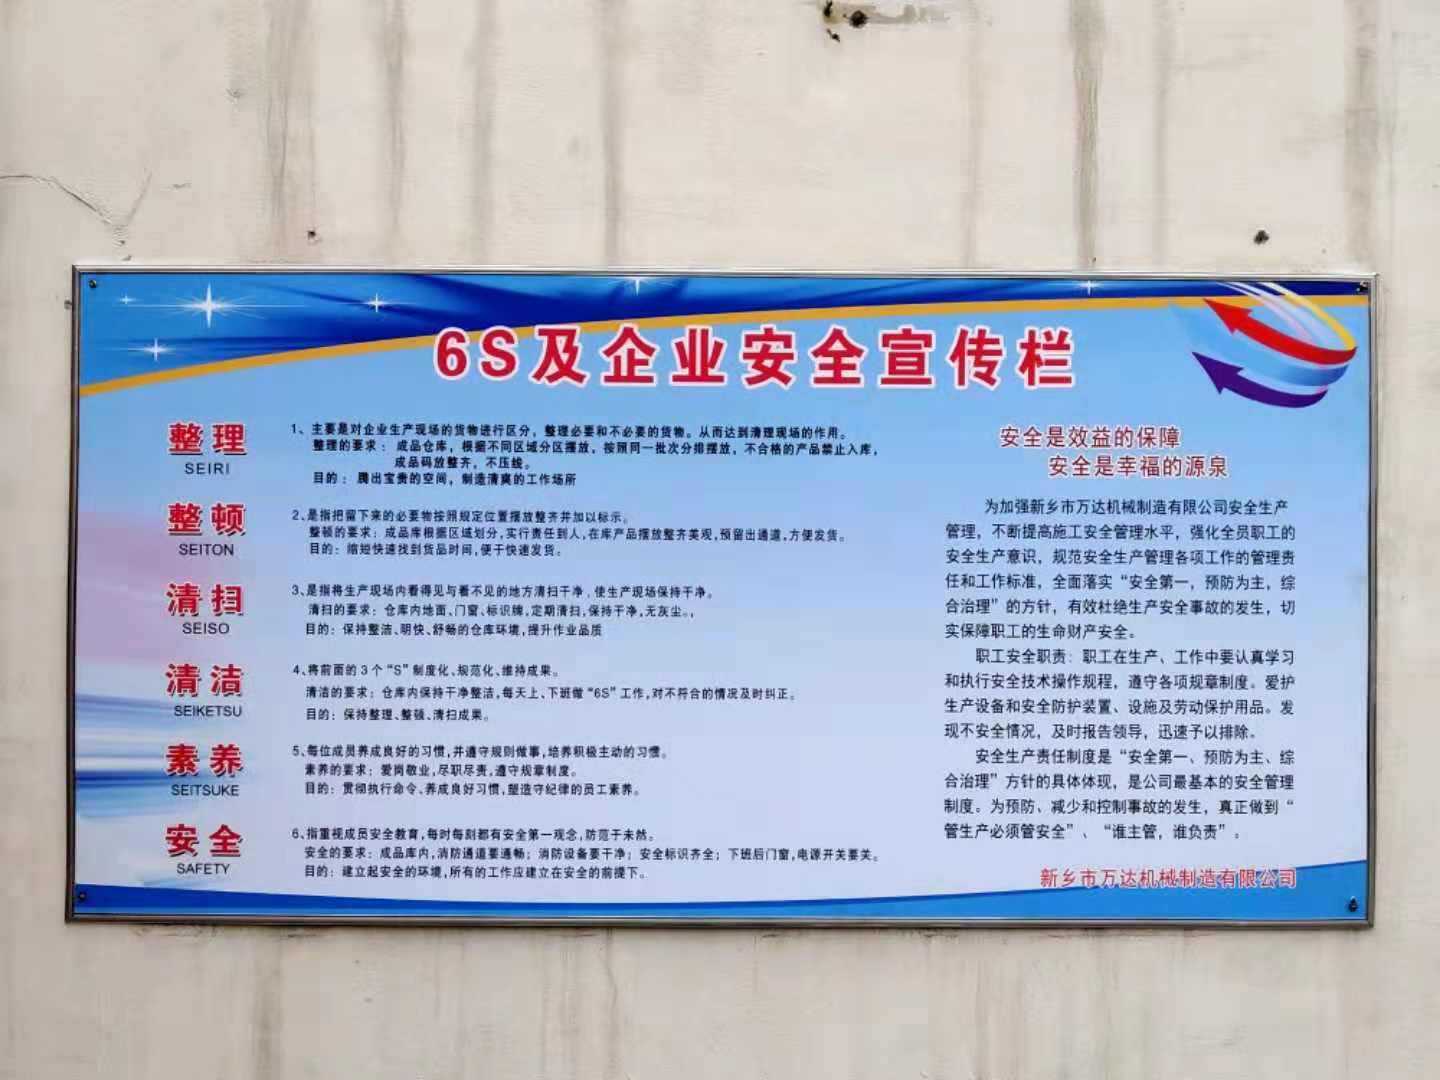 6S及企业安全宣传栏
整理
SEIRI
1、主要是对企业生产现场的货物进行区分，整理必要和不必要的货物。从而达到清理现场的作用。
整理的要求：成品仓库，根据不同区域分区摆放，按照同一批次分排摆放，不合格的产品禁止入库，
成品码放整齐，不压线。
目的：腾出宝贵的空间，制造清爽的工作场所
整顿
SEITON
2、是指把留下来的必要物按照规定位置摆放整齐并加以标示。
整顿的要求：成品库根据区域划分，实行责任到人，在库产品摆放整齐美观，预留出通道，方便发货。
目的：缩短快速找到货品时间，便于快速发货。
清扫
SEISO
3、是指将生产现场内看得见与看不见的地方清扫干净，使生产现场保持干净。
清扫的要求：仓库内地面、门窗、标识牌，定期清扫，保持干净，无灰尘。，
目的：保持整洁、明快、舒畅的仓库环境，提升作业品质
清洁
SEIKETSU
4、将前面的3个“S”制度化、规范化、维持成果。
清洁的要求：仓库内保持干净整洁，每天上、下班做“6S”工作，对不符合的情况及时纠正。
目的：保持整理、整顿、清扫成果。
素养
SEITSUKE
5、每位成员养成良好的习惯，并遵守规则做事，培养积极主动的习惯。
素养的要求：爱岗敬业，尽职尽责，遵守规章制度。
目的：贯彻执行命令、养成良好习惯，塑造守纪律的员工素养。
安全
SAFETY
6、指重视成员安全教育，每时每刻都有安全第一观念，防范于未然。
安全的要求：成品库内，消防通道要通畅；消防设备要干净；安全标识齐全；下班后门窗，电源开关要关。
目的：建立起安全的环境，所有的工作应建立在安全的前提下。
安全是效益的保障
安全是幸福的源泉
为加强新乡市万达机械制造有限公司安全生产
管理，不断提高施工安全管理水平，强化全员职工的
安全生产意识，规范安全生产管理各项工作的管理责
任和工作标准，全面落实“安全第一，预防为主，综
合治理”的方针，有效杜绝生产安全事故的发生，切
实保障职工的生命财产安全。
职工安全职责：职工在生产、工作中要认真学习
和执行安全技术操作规程，遵守各项规章制度。爱护
生产设备和安全防护装置、设施及劳动保护用品。发
现不安全情况，及时报告领导，迅速予以排除。
安全生产责任制度是“安全第一、预防为主、综
合治理”方针的具体体现，是公司最基本的安全管理
制度。为预防、减少和控制事故的发生，真正做到“
管生产必须管安全”、“谁主管，谁负责”。
新乡市万达机械制造有限公司